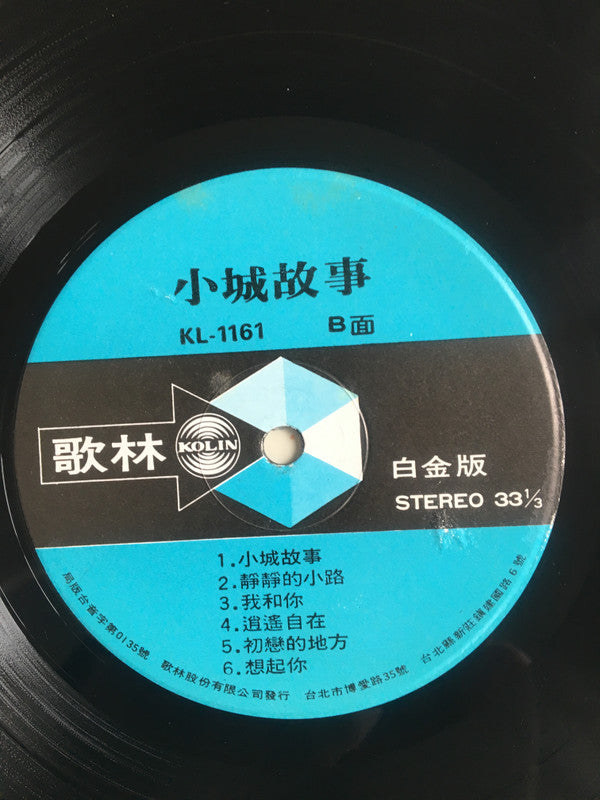 小城故事
KL-1161 B面
歌林 KOLIN
白金版
STEREO 33⅓
1.小城故事
2.靜靜的小路
3.我和你
4.逍遙自在
5.初戀的地方
6.想起你
局版台音字第0135號 歌林股份有限公司發行 台北市博愛路35號 台北縣新莊鎮建國路6號